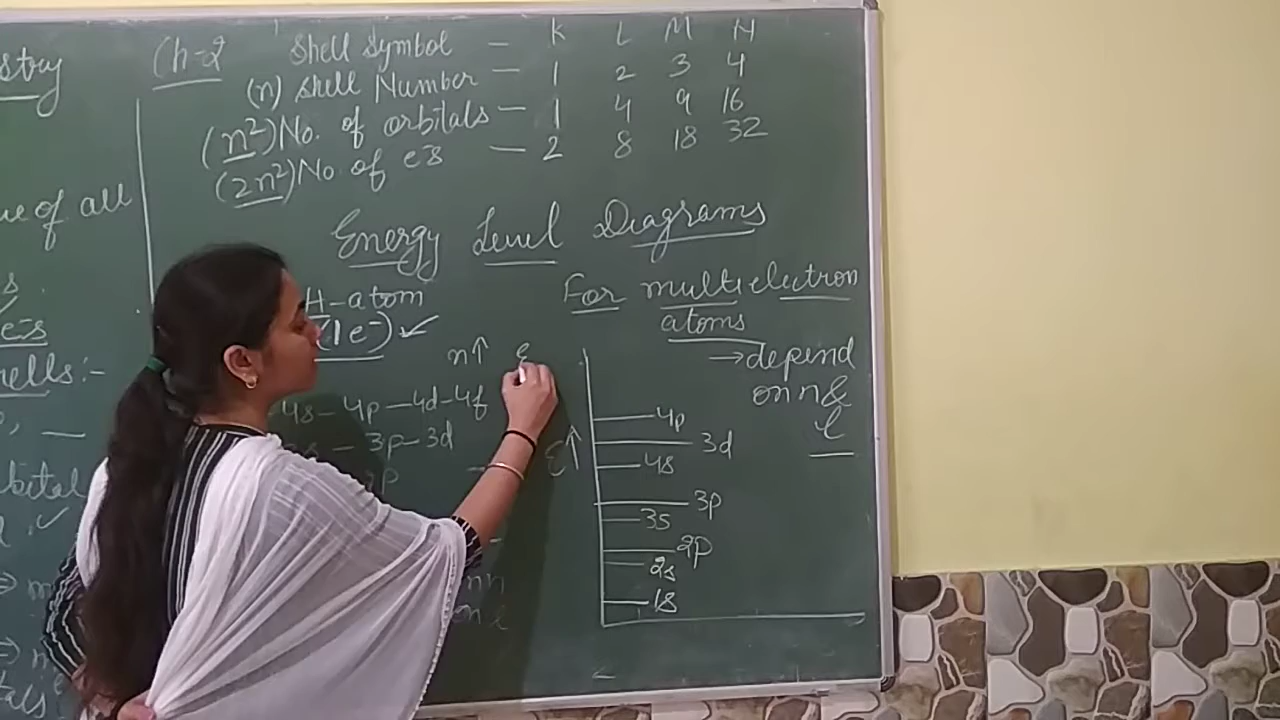 stry
Ch-2 Shell Symbol — K L M N
(n) Shell Number — 1 2 3 4
(n²) No. of orbitals — 1 4 9 16
(2n²) No. of e⁻s — 2 8 18 32
of all
Energy Level Diagrams
s
H-atom
(1e⁻) ✓
e⁻s
For multielectron
atoms
→ depend
on n &
l
n↑ ε
4s – 4p – 4d – 4f
– 3p – 3d
p
ε↑
4p
3d
4s
3p
3s
2p
2s
1s